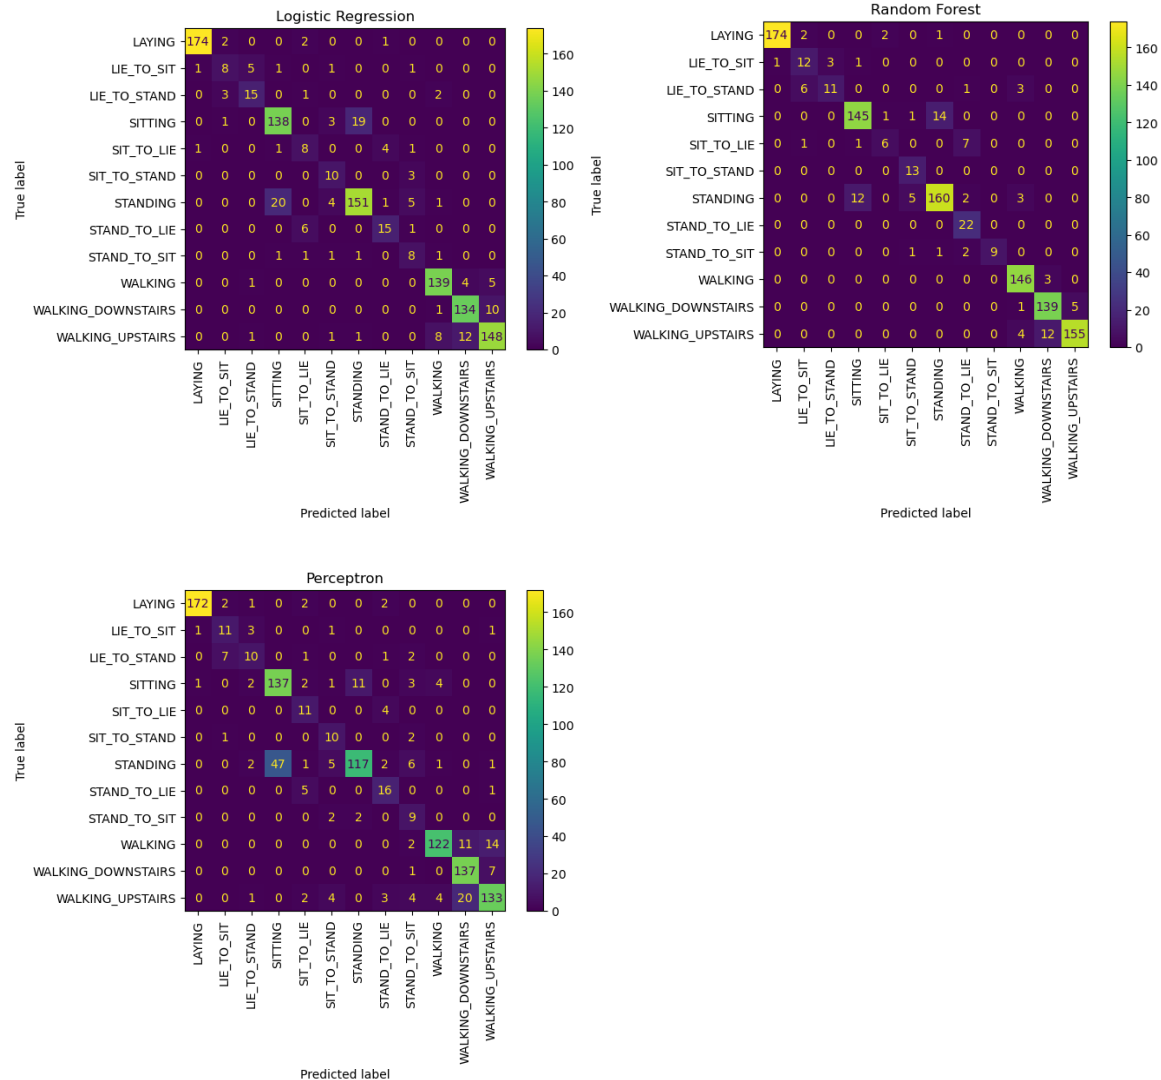 Logistic Regression
True label
LAYING 174 2 0 0 2 0 0 1 0 0 0 0
LIE_TO_SIT 1 8 5 1 0 1 0 0 1 0 0 0
LIE_TO_STAND 0 3 15 0 1 0 0 0 0 2 0 0
SITTING 0 1 0 138 0 3 19 0 0 0 0 0
SIT_TO_LIE 1 0 0 1 8 0 0 4 1 0 0 0
SIT_TO_STAND 0 0 0 0 0 10 0 0 3 0 0 0
STANDING 0 0 0 20 0 4 151 1 5 1 0 0
STAND_TO_LIE 0 0 0 0 6 0 0 15 1 0 0 0
STAND_TO_SIT 0 0 0 1 1 1 1 0 8 1 0 0
WALKING 0 0 1 0 0 0 0 0 0 139 4 5
WALKING_DOWNSTAIRS 0 0 0 0 0 0 0 0 0 1 134 10
WALKING_UPSTAIRS 0 0 1 0 0 1 1 0 0 8 12 148
LAYING
LIE_TO_SIT
LIE_TO_STAND
SITTING
SIT_TO_LIE
SIT_TO_STAND
STANDING
STAND_TO_LIE
STAND_TO_SIT
WALKING
WALKING_DOWNSTAIRS
WALKING_UPSTAIRS
Predicted label
160
140
120
100
80
60
40
20
0
Random Forest
True label
LAYING 174 2 0 0 2 0 1 0 0 0 0 0
LIE_TO_SIT 1 12 3 1 0 0 0 0 0 0 0 0
LIE_TO_STAND 0 6 11 0 0 0 0 1 0 3 0 0
SITTING 0 0 0 145 1 1 14 0 0 0 0 0
SIT_TO_LIE 0 1 0 1 6 0 0 7 0 0 0 0
SIT_TO_STAND 0 0 0 0 0 13 0 0 0 0 0 0
STANDING 0 0 0 12 0 5 160 2 0 3 0 0
STAND_TO_LIE 0 0 0 0 0 0 0 22 0 0 0 0
STAND_TO_SIT 0 0 0 0 0 1 1 2 9 0 0 0
WALKING 0 0 0 0 0 0 0 0 0 146 3 0
WALKING_DOWNSTAIRS 0 0 0 0 0 0 0 0 0 1 139 5
WALKING_UPSTAIRS 0 0 0 0 0 0 0 0 0 4 12 155
LAYING
LIE_TO_SIT
LIE_TO_STAND
SITTING
SIT_TO_LIE
SIT_TO_STAND
STANDING
STAND_TO_LIE
STAND_TO_SIT
WALKING
WALKING_DOWNSTAIRS
WALKING_UPSTAIRS
Predicted label
160
140
120
100
80
60
40
20
0
Perceptron
True label
LAYING 172 2 1 0 2 0 0 2 0 0 0 0
LIE_TO_SIT 1 11 3 0 0 1 0 0 0 0 0 1
LIE_TO_STAND 0 7 10 0 1 0 0 1 2 0 0 0
SITTING 1 0 2 137 2 1 11 0 3 4 0 0
SIT_TO_LIE 0 0 0 0 11 0 0 4 0 0 0 0
SIT_TO_STAND 0 1 0 0 0 10 0 0 2 0 0 0
STANDING 0 0 2 47 1 5 117 2 6 1 0 1
STAND_TO_LIE 0 0 0 0 5 0 0 16 0 0 0 1
STAND_TO_SIT 0 0 0 0 0 2 2 0 9 0 0 0
WALKING 0 0 0 0 0 0 0 0 2 122 11 14
WALKING_DOWNSTAIRS 0 0 0 0 0 0 0 0 1 0 137 7
WALKING_UPSTAIRS 0 0 1 0 2 4 0 3 4 4 20 133
LAYING
LIE_TO_SIT
LIE_TO_STAND
SITTING
SIT_TO_LIE
SIT_TO_STAND
STANDING
STAND_TO_LIE
STAND_TO_SIT
WALKING
WALKING_DOWNSTAIRS
WALKING_UPSTAIRS
Predicted label
160
140
120
100
80
60
40
20
0